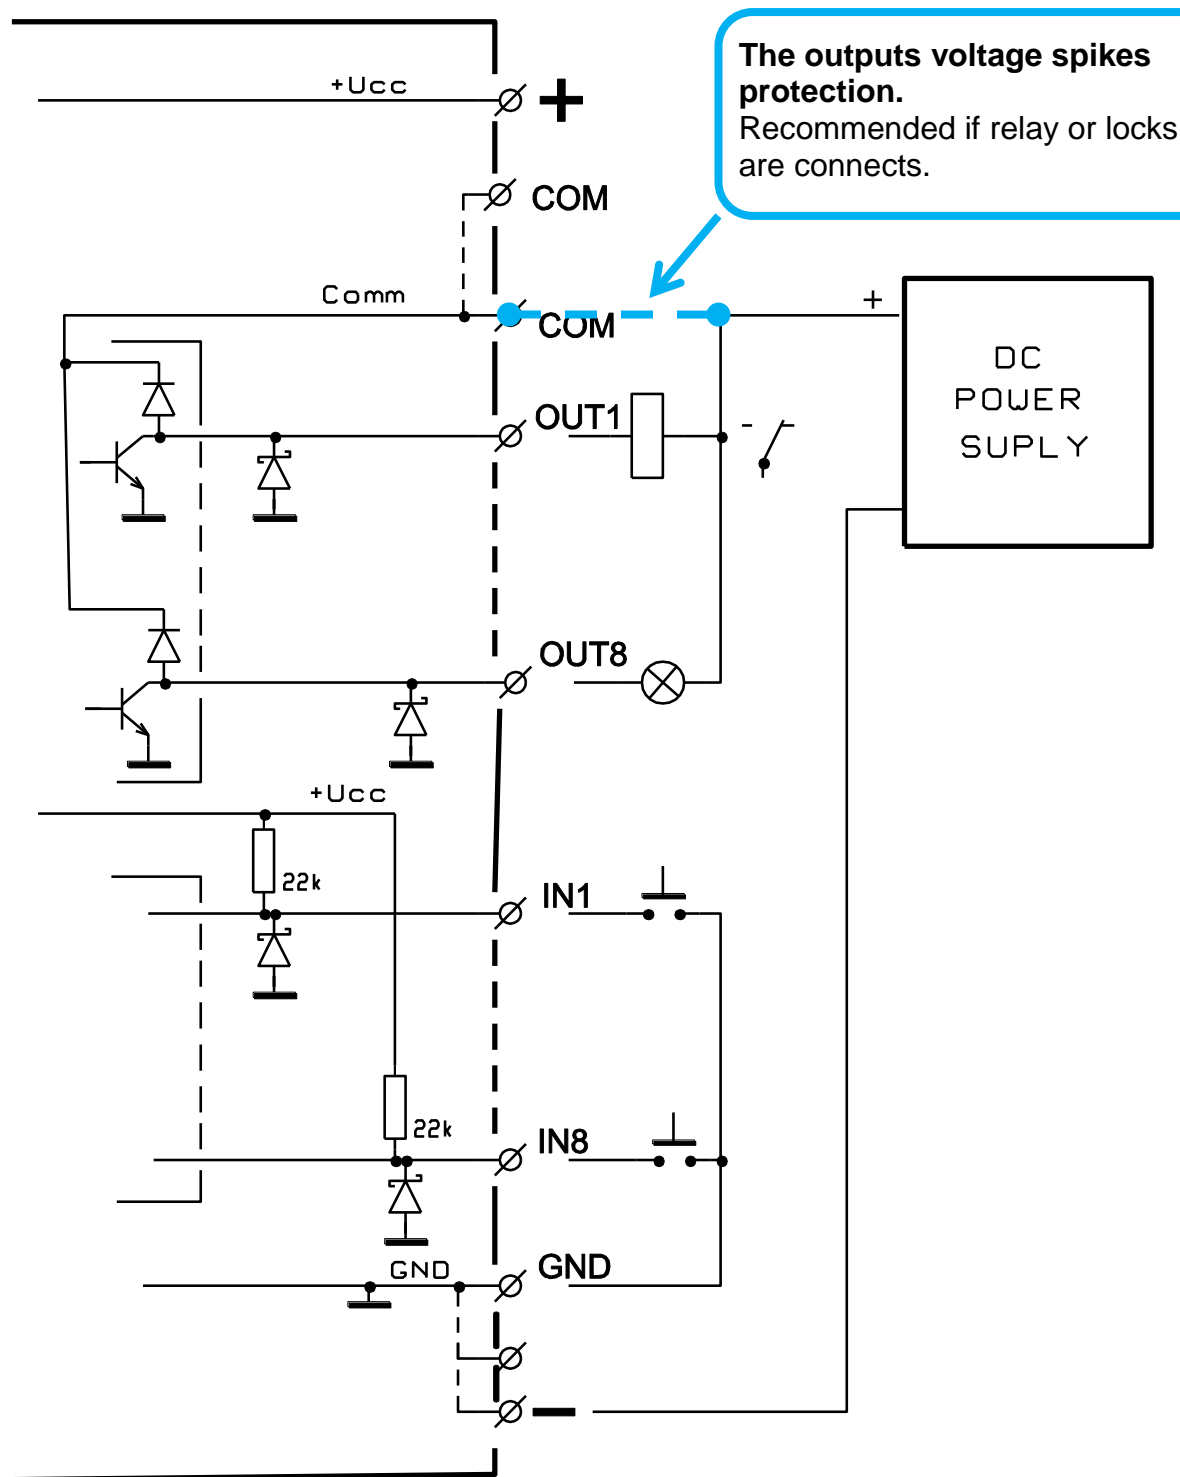 The outputs voltage spikes
protection.
Recommended if relay or locks
are connects.
+Ucc
+
COM
Comm
COM
+
DC
POWER
SUPLY
OUT1
OUT8
+Ucc
22k
IN1
22k
IN8
GND
GND
-